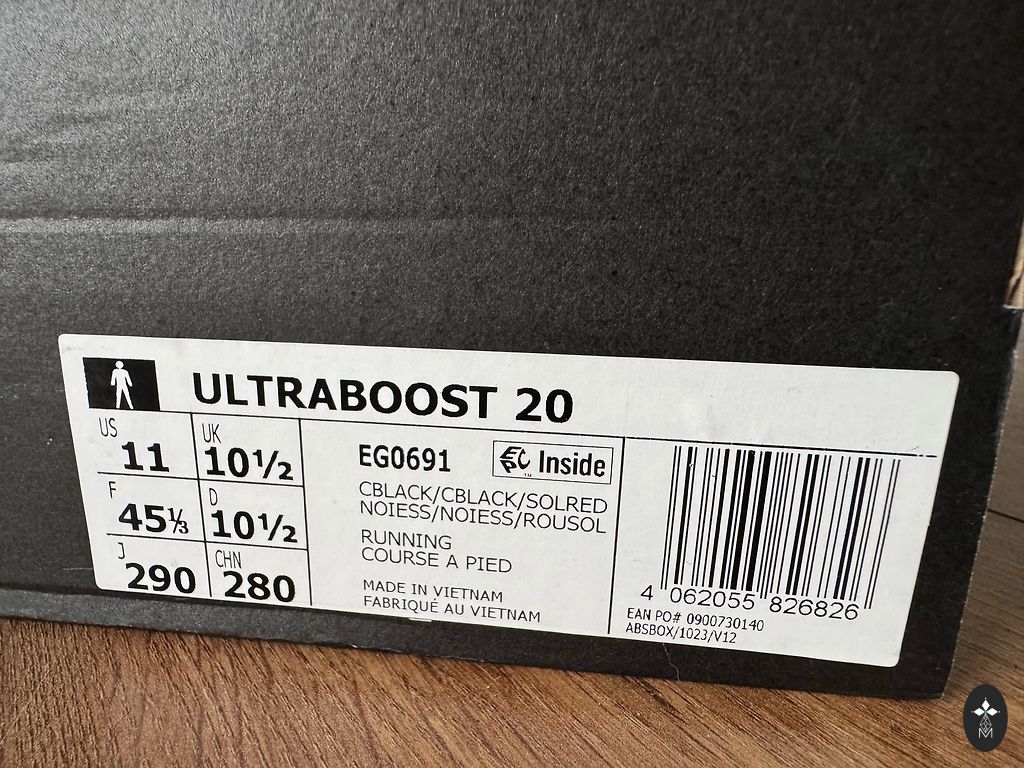 ULTRABOOST 20
US 11
UK 10½
F 45⅓
D 10½
J 290
CHN 280
EG0691
EPC Inside
™
CBLACK/CBLACK/SOLRED
NOIESS/NOIESS/ROUSOL
RUNNING
COURSE A PIED
MADE IN VIETNAM
FABRIQUÉ AU VIETNAM
4 062055 826826
EAN PO# 0900730140
ABSBOX/1023/V12
M